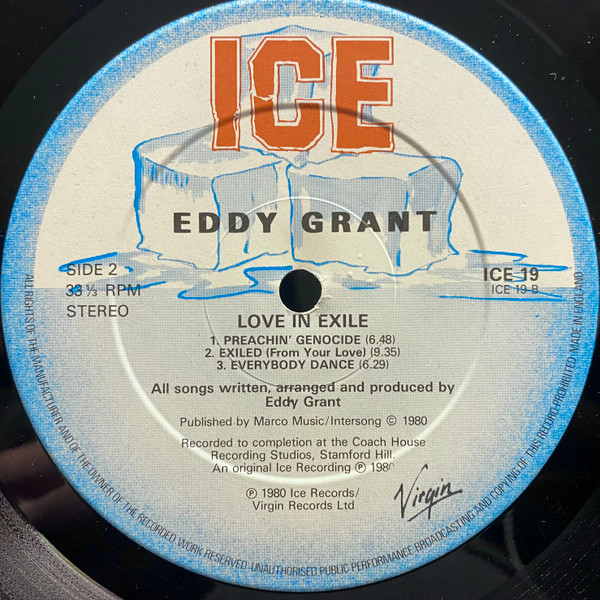 ICE
EDDY GRANT
SIDE 2
33⅓ RPM
STEREO
ICE 19
ICE 19-B
LOVE IN EXILE
1. PREACHIN' GENOCIDE (6.48)
2. EXILED (From Your Love) (9.35)
3. EVERYBODY DANCE (6.29)
All songs written, arranged and produced by
Eddy Grant
Published by Marco Music/Intersong © 1980
Recorded to completion at the Coach House
Recording Studios, Stamford Hill.
An original Ice Recording ℗ 1980
℗ 1980 Ice Records/
Virgin Records Ltd
Virgin
ALL RIGHTS OF THE MANUFACTURER AND OF THE OWNER OF THE RECORDED WORK RESERVED. UNAUTHORISED PUBLIC PERFORMANCE BROADCASTING AND COPYING OF THIS RECORD PROHIBITED. MADE IN ENGLAND